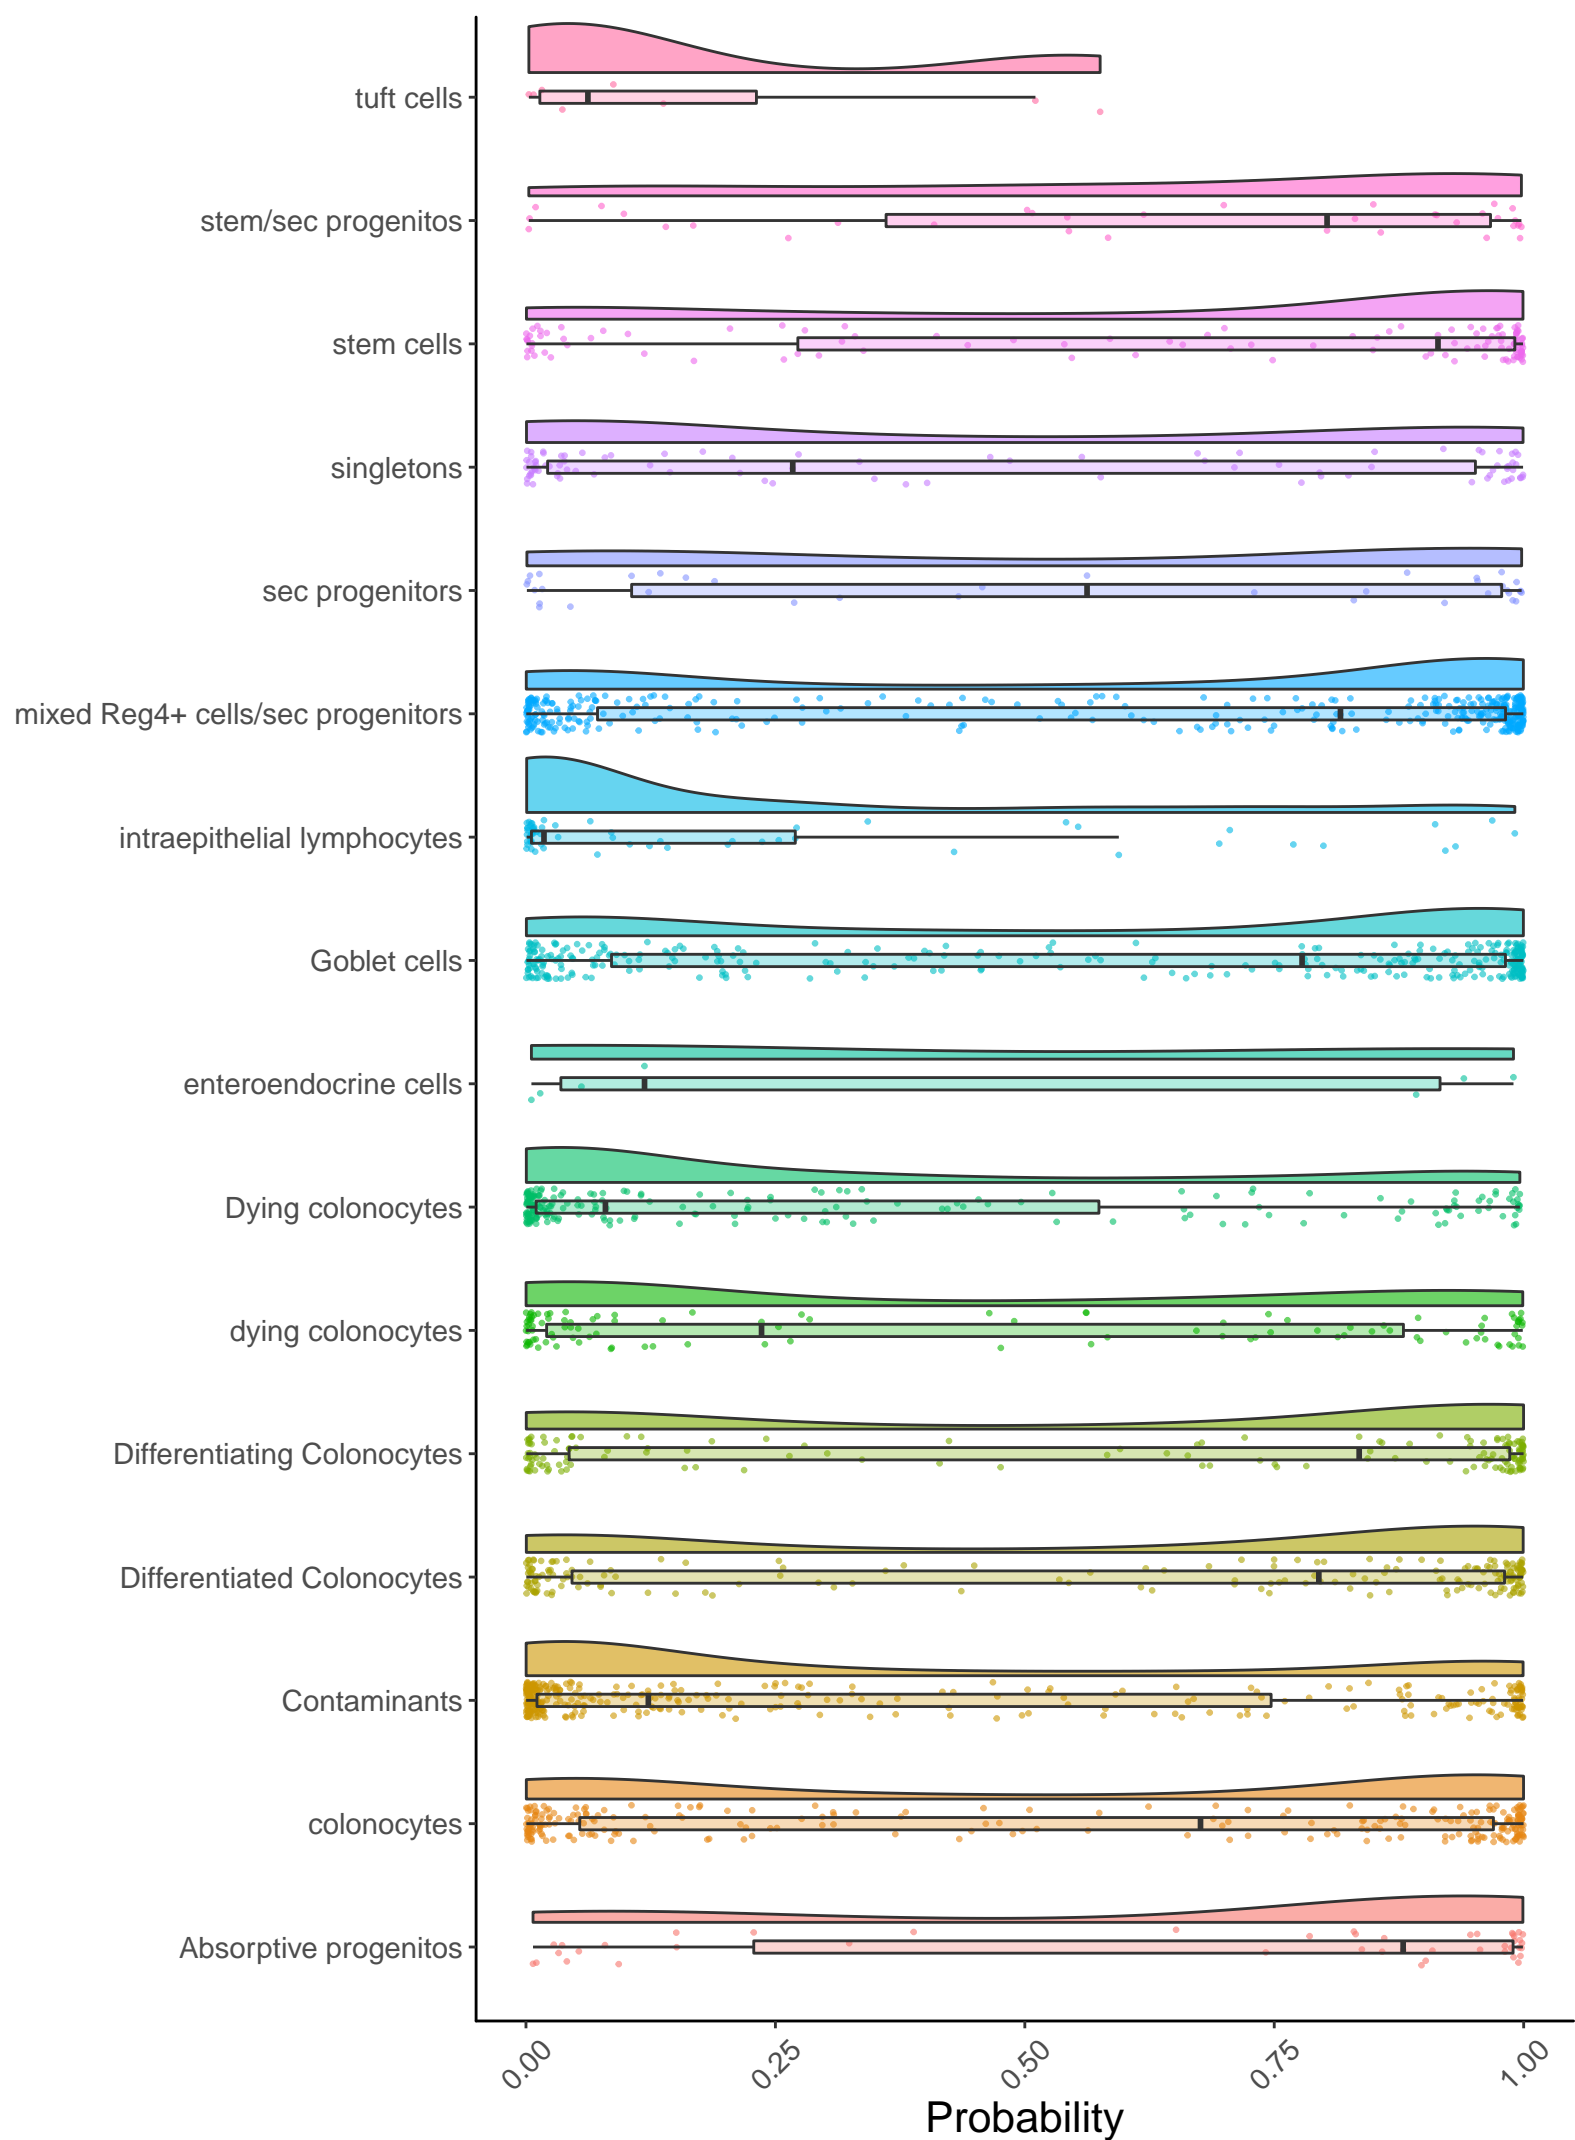 tuft cells
stem/sec progenitos
stem cells
singletons
sec progenitors
mixed Reg4+ cells/sec progenitors
intraepithelial lymphocytes
Goblet cells
enteroendocrine cells
Dying colonocytes
dying colonocytes
Differentiating Colonocytes
Differentiated Colonocytes
Contaminants
colonocytes
Absorptive progenitos
0.00 0.25 0.50 0.75 1.00
Probability